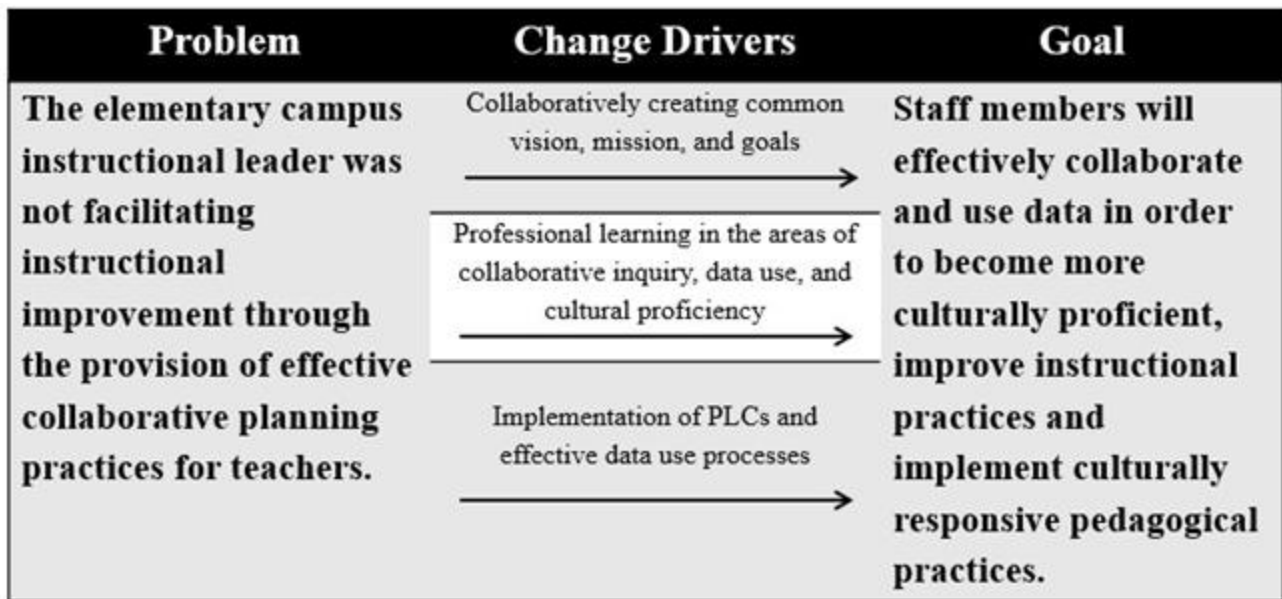 Problem
Change Drivers
Goal
The elementary campus
instructional leader was
not facilitating
instructional
improvement through
the provision of effective
collaborative planning
practices for teachers.
Collaboratively creating common
vision, mission, and goals
Professional learning in the areas of
collaborative inquiry, data use, and
cultural proficiency
Implementation of PLCs and
effective data use processes
Staff members will
effectively collaborate
and use data in order
to become more
culturally proficient,
improve instructional
practices and
implement culturally
responsive pedagogical
practices.